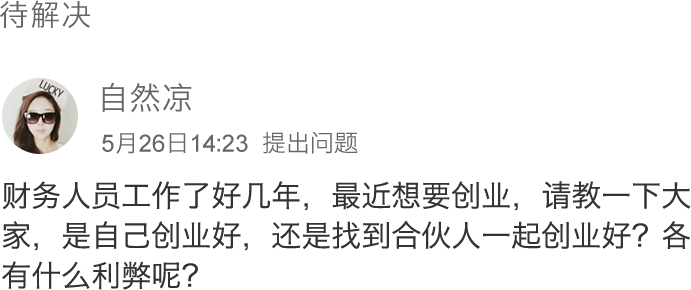 待解决
LUCKY
自然凉
5月26日14:23 提出问题
财务人员工作了好几年，最近想要创业，请教一下大
家，是自己创业好，还是找到合伙人一起创业好？各
有什么利弊呢？